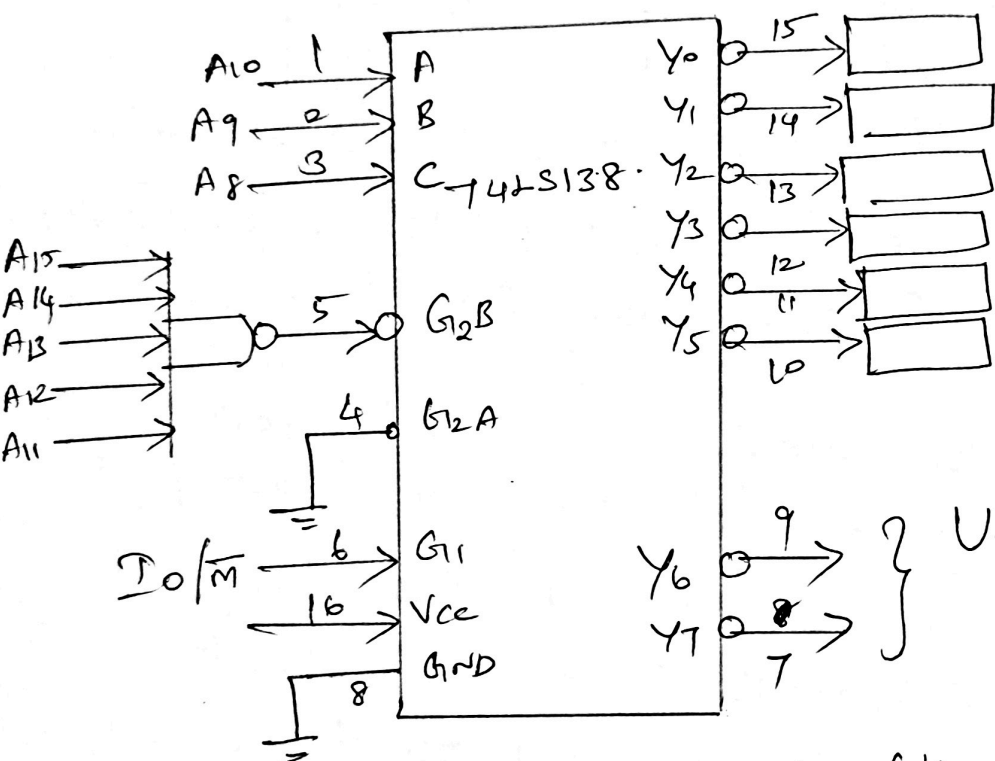 A10 1 A Y0 15
A9 2 B Y1 14
A8 3 C 74LS138 Y2 13
Y3 12
A15
A14 5 G2B Y4 11
A13 Y5 10
A12
A11 4 G2A
IO/M̅ 6 G1 Y6 9 } U
16 Vcc Y7 7
8 GND